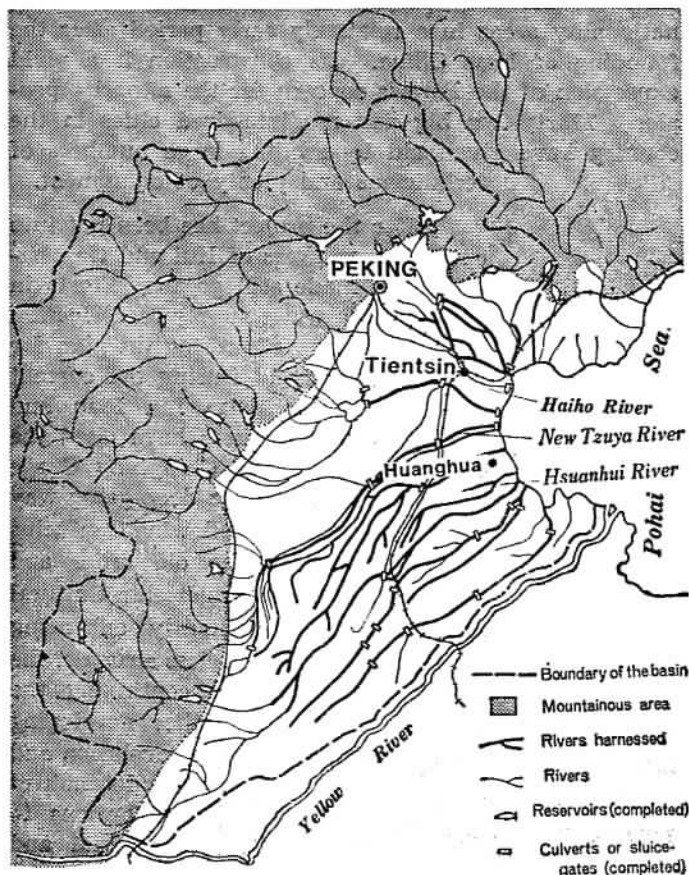 PEKING
Sea.
Tientsin
Haiho River
New Tzuya River
Huanghua
Hsuanhui River
Pohai
Boundary of the basin
Mountainous area
Rivers harnessed
Yellow River
Rivers
Reservoirs (completed)
Culverts or sluice-
gates (completed)